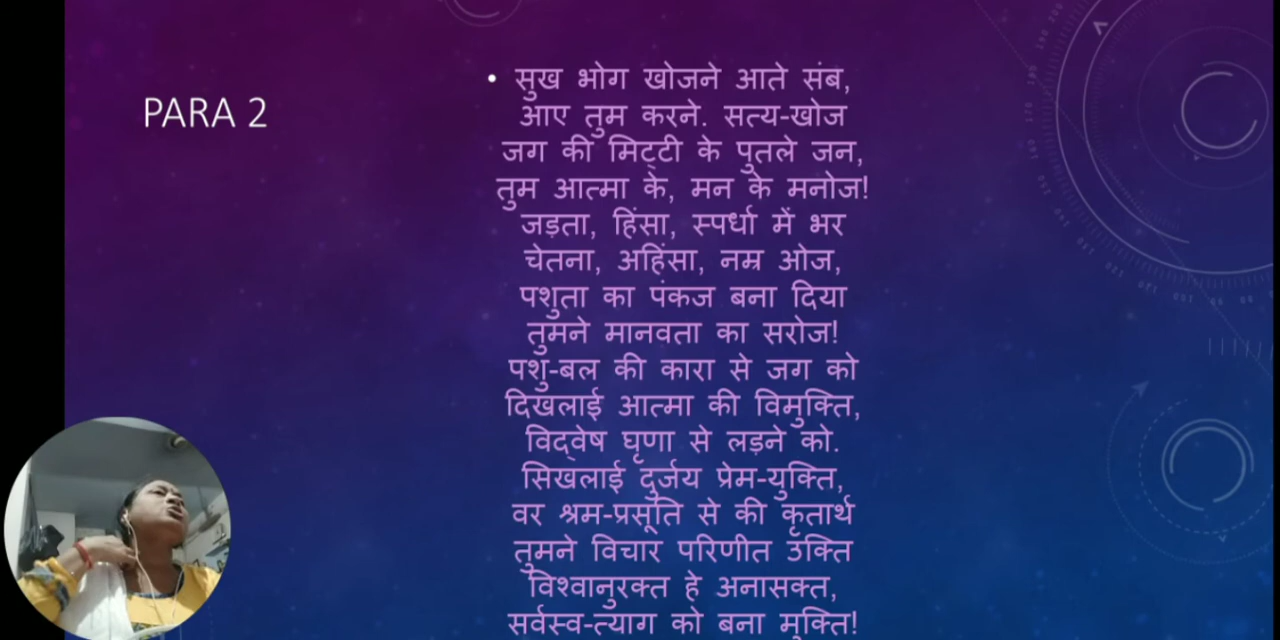 PARA 2
• सुख भोग खोजने आते संब,
आए तुम करने. सत्य-खोज
जग की मिट्टी के पुतले जन,
तुम आत्मा के, मन के मनोज!
जड़ता, हिंसा, स्पर्धा में भर
चेतना, अहिंसा, नम्र ओज,
पशुता का पंकज बना दिया
तुमने मानवता का सरोज!
पशु-बल की कारा से जग को
दिखलाई आत्मा की विमुक्ति,
विद्वेष घृणा से लड़ने को.
सिखलाई दुर्जय प्रेम-युक्ति,
वर श्रम-प्रसूति से की कृतार्थ
तुमने विचार परिणीत उक्ति
विश्वानुरक्त हे अनासक्त,
सर्वस्व-त्याग को बना मुक्ति!